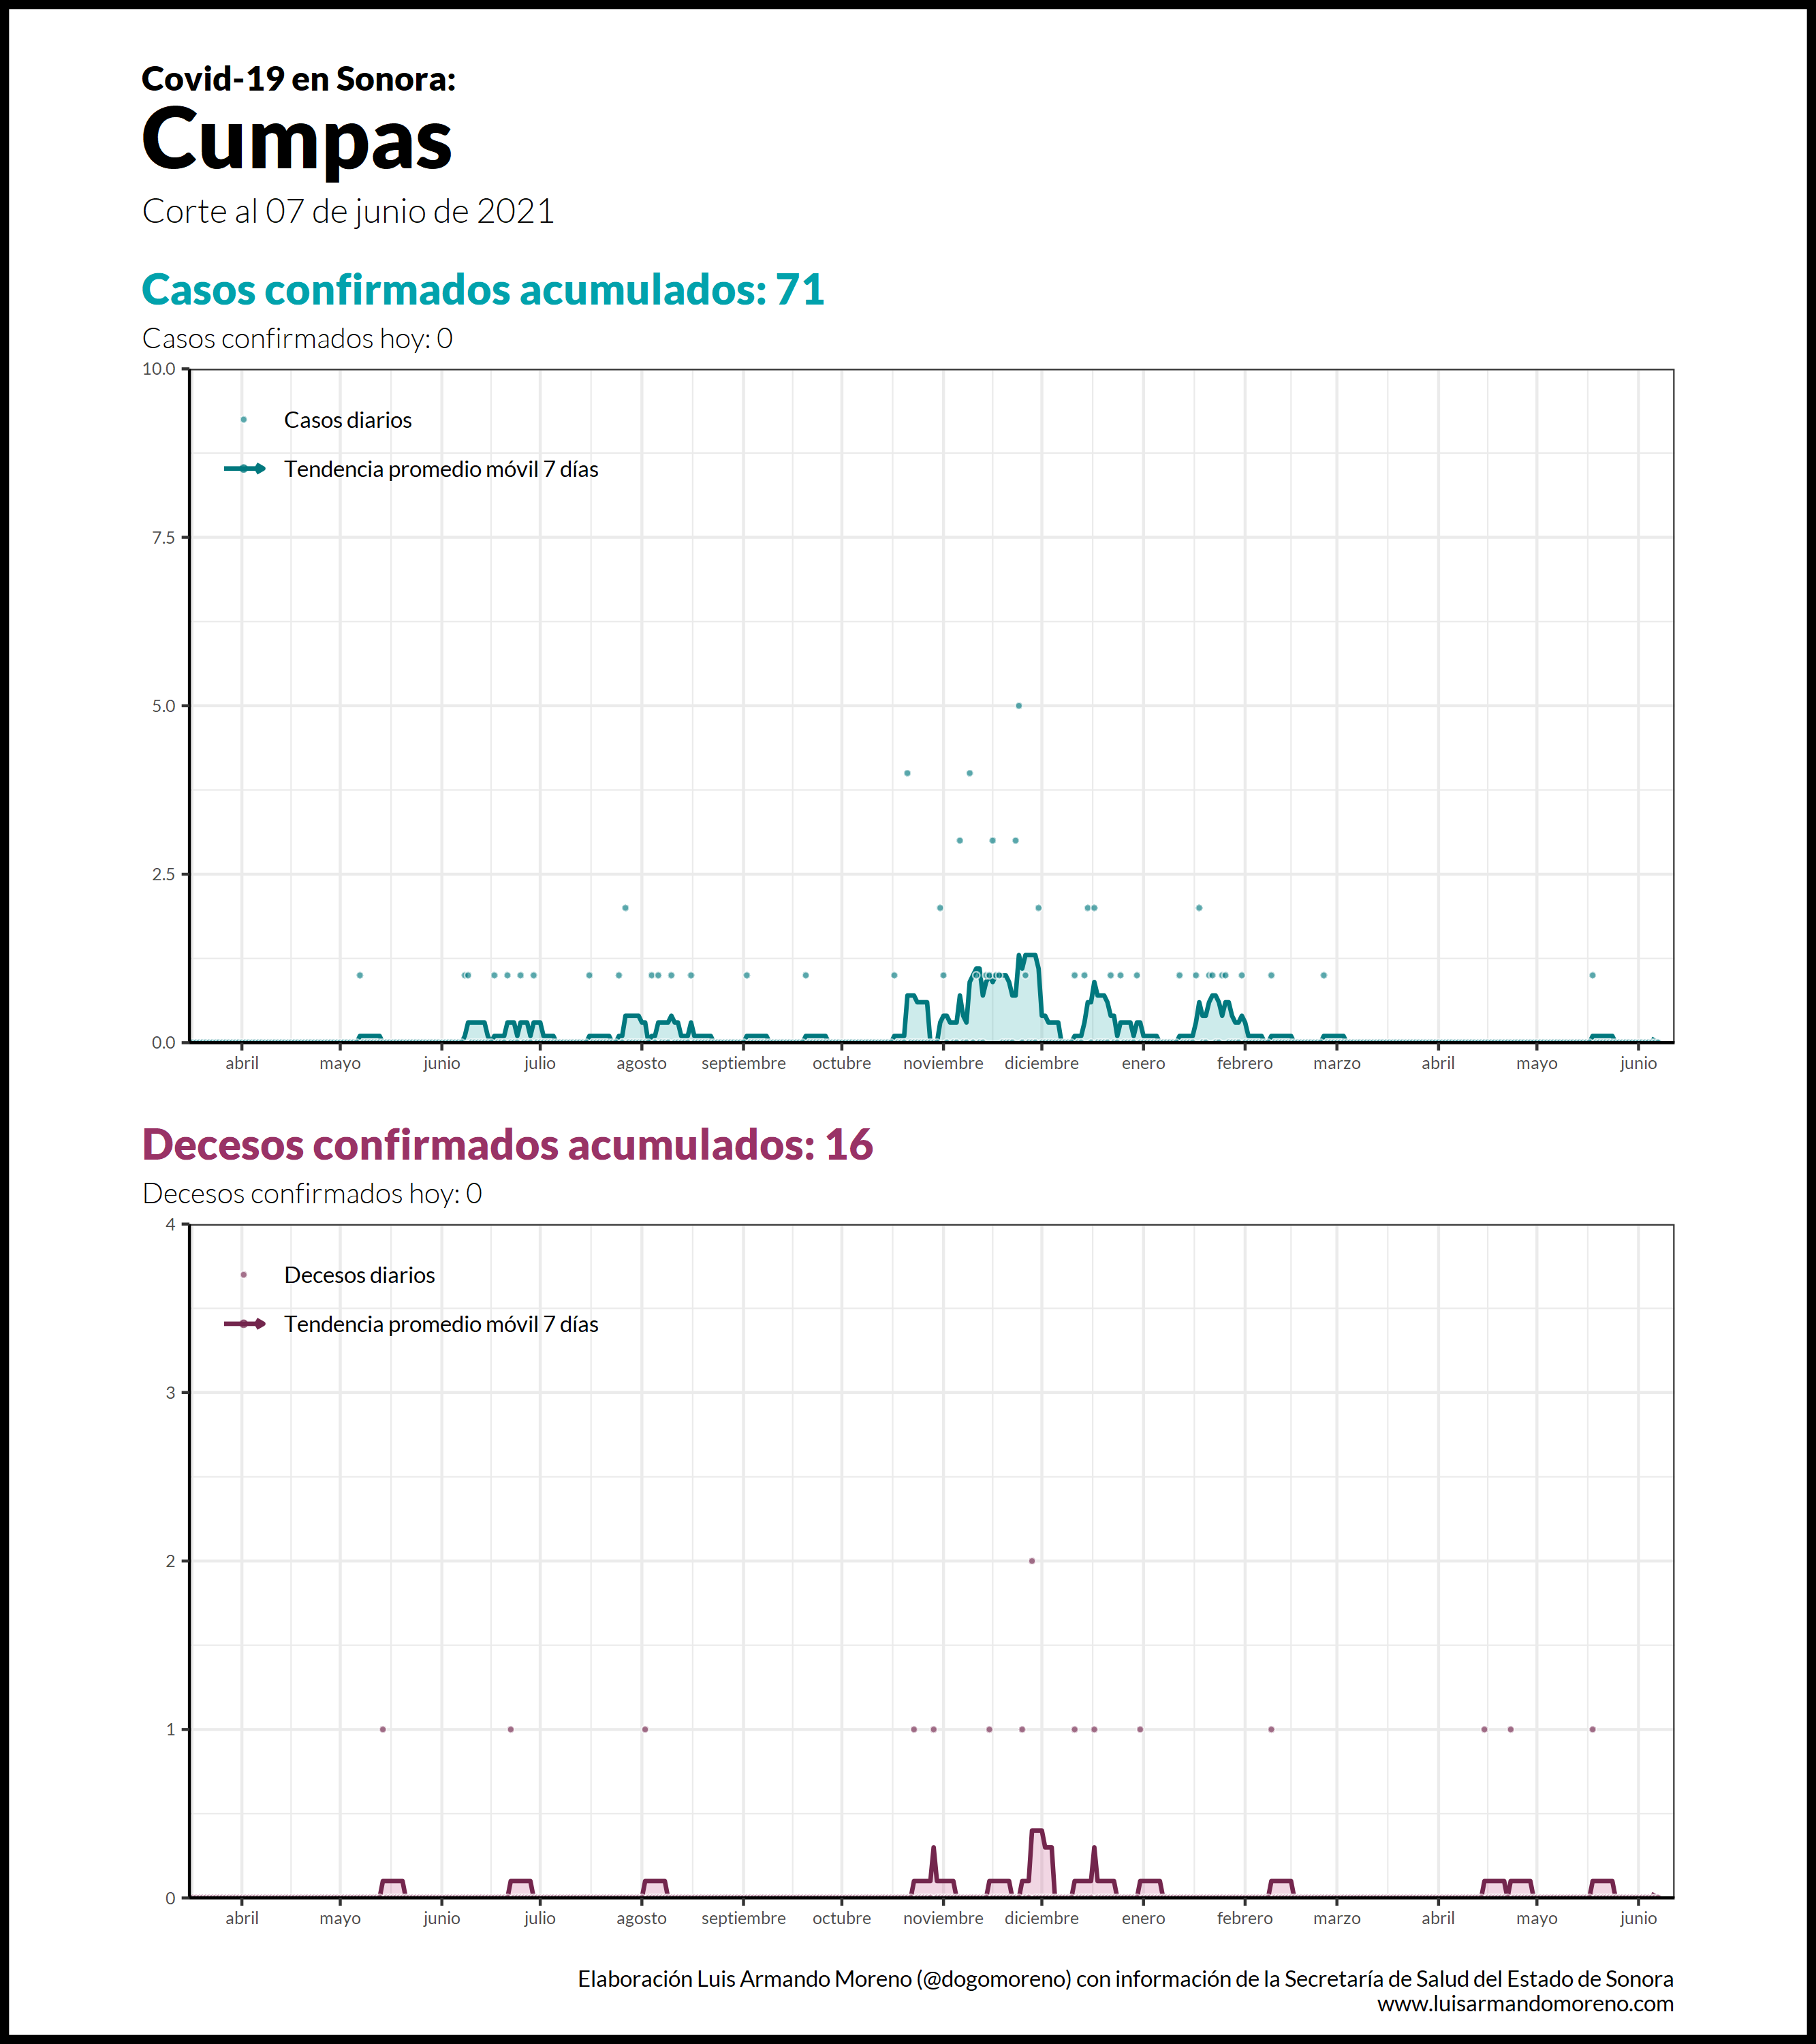 Covid-19 en Sonora:
Cumpas
Corte al 07 de junio de 2021
Casos confirmados acumulados: 71
Casos confirmados hoy: 0
10.0
Casos diarios
Tendencia promedio móvil 7 días
7.5
5.0
2.5
0.0
abril mayo junio julio agosto septiembre octubre noviembre diciembre enero febrero marzo abril mayo junio
Decesos confirmados acumulados: 16
Decesos confirmados hoy: 0
4
Decesos diarios
Tendencia promedio móvil 7 días
3
2
1
0
abril mayo junio julio agosto septiembre octubre noviembre diciembre enero febrero marzo abril mayo junio
Elaboración Luis Armando Moreno (@dogomoreno) con información de la Secretaría de Salud del Estado de Sonora
www.luisarmandomoreno.com